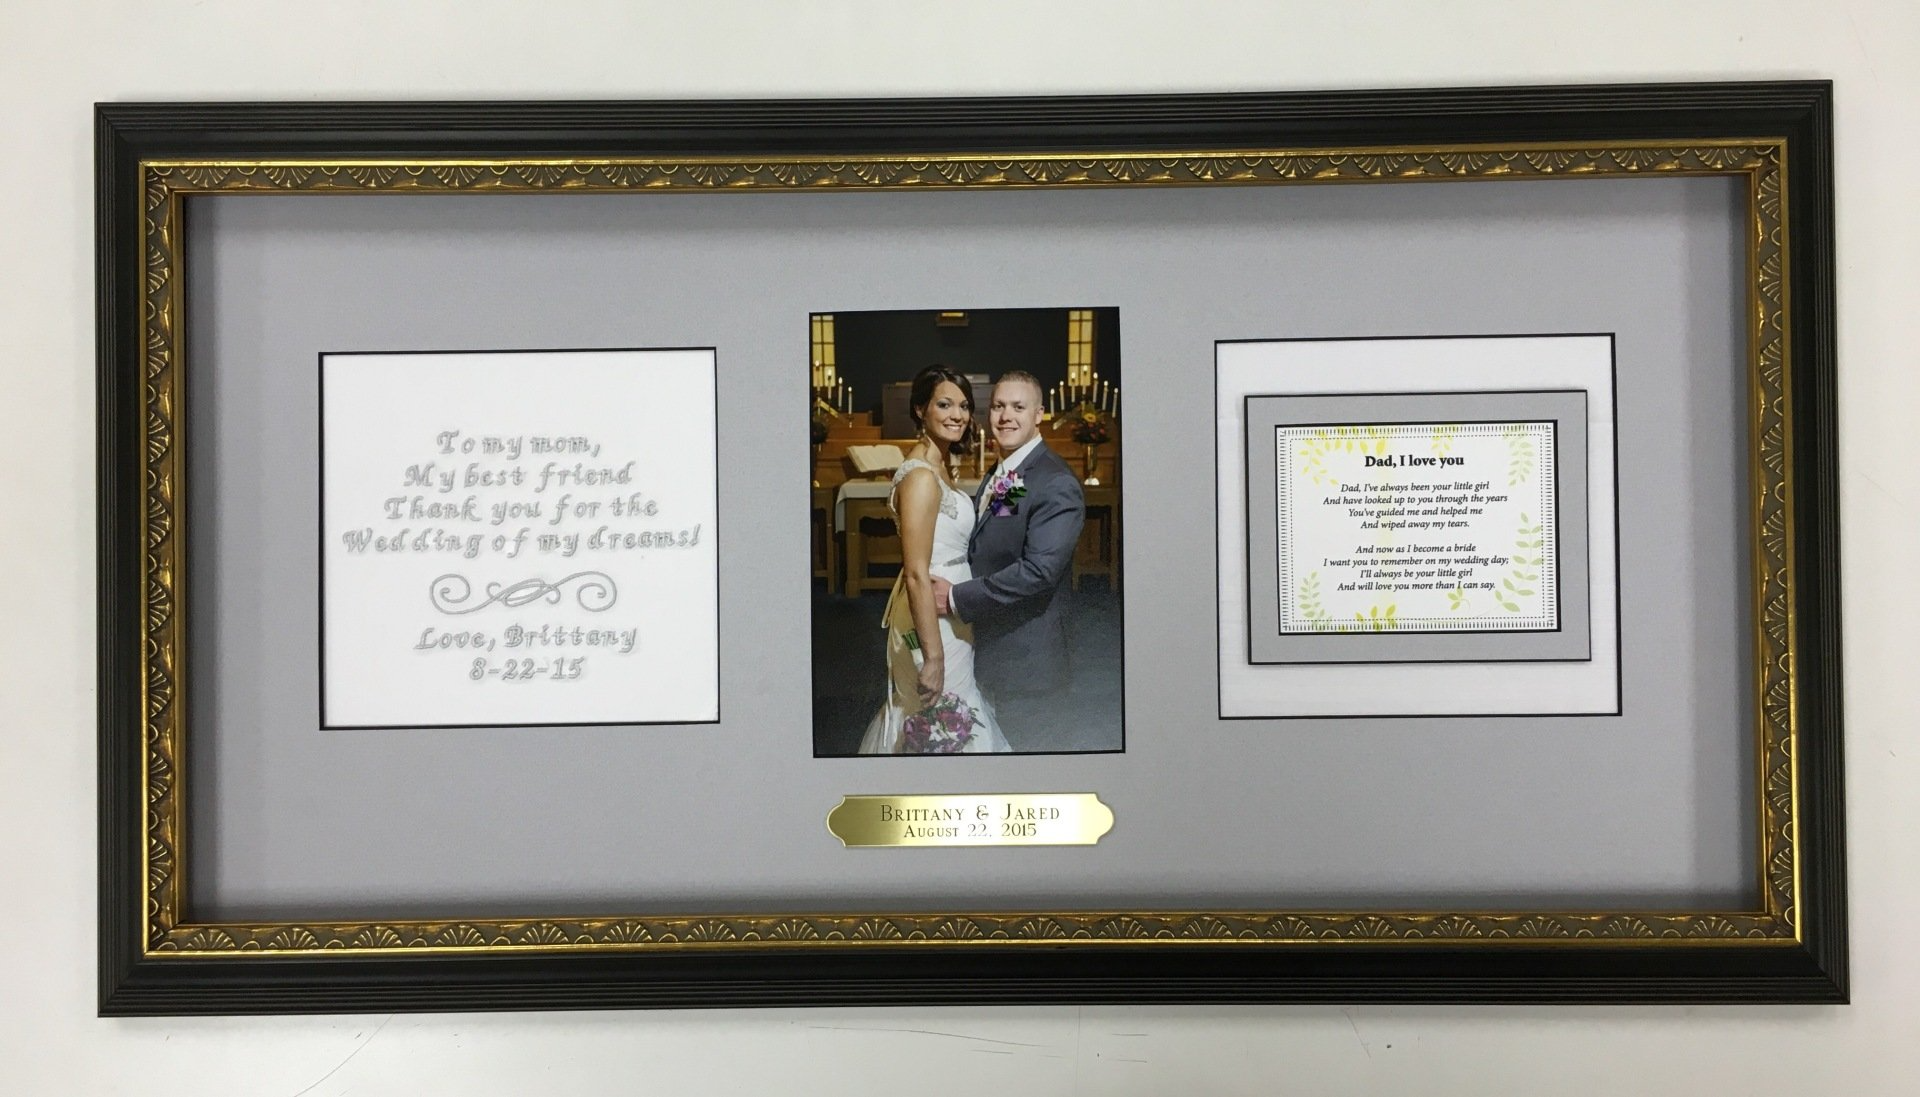 To my mom,
My best friend
Thank you for the
Wedding of my dreams!
Love, Brittany
8-22-15
BRITTANY & JARED
AUGUST 22, 2015
Dad, I love you
Dad, I've always been your little girl
And have looked up to you through the years
You've guided me and helped me
And wiped away my tears.
And now as I become a bride
I want you to remember on my wedding day;
I'll always be your little girl
And will love you more than I can say.